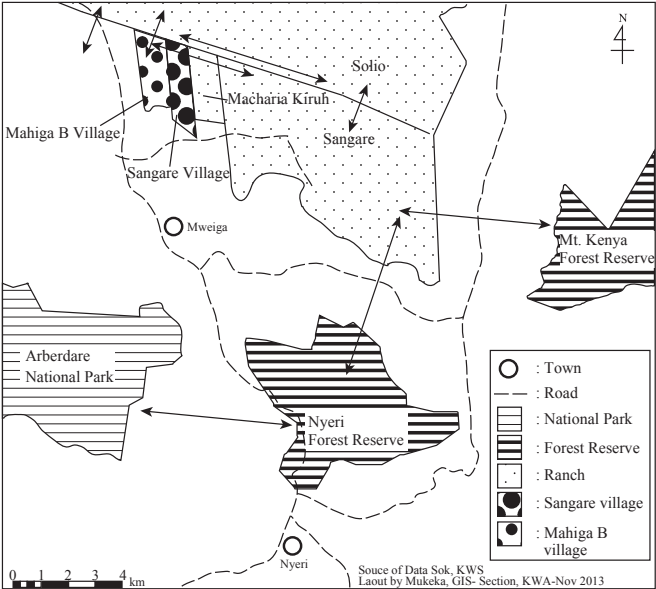 N
Solio
Macharia Kiruh
Mahiga B Village
Sangare
Sangare Village
Mweiga
Mt. Kenya
Forest Reserve
Arberdare
National Park
Nyeri
Forest Reserve
: Town
: Road
: National Park
: Forest Reserve
: Ranch
: Sangare village
: Mahiga B
village
Nyeri
0 1 2 3 4
km
Souce of Data Sok, KWS
Laout by Mukeka, GIS- Section, KWA-Nov 2013